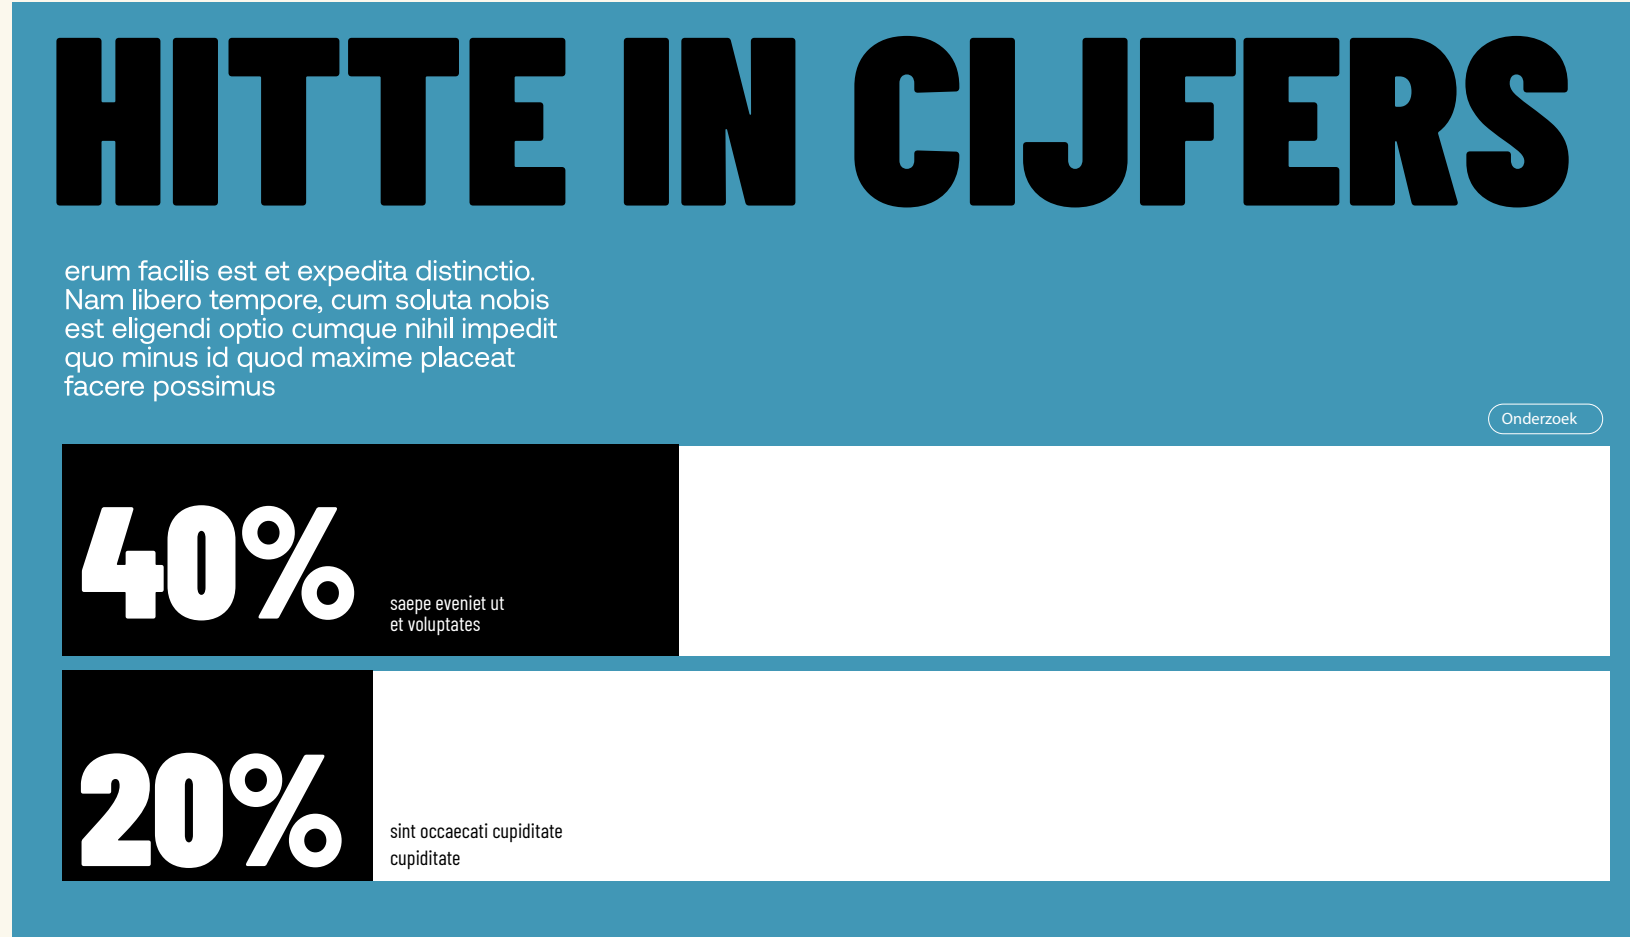 HITTE IN CIJFERS
erum facilis est et expedita distinctio.
Nam libero tempore, cum soluta nobis
est eligendi optio cumque nihil impedit
quo minus id quod maxime placeat
facere possimus
Onderzoek
40%
saepe eveniet ut
et voluptates
20%
sint occaecati cupiditate
cupiditate